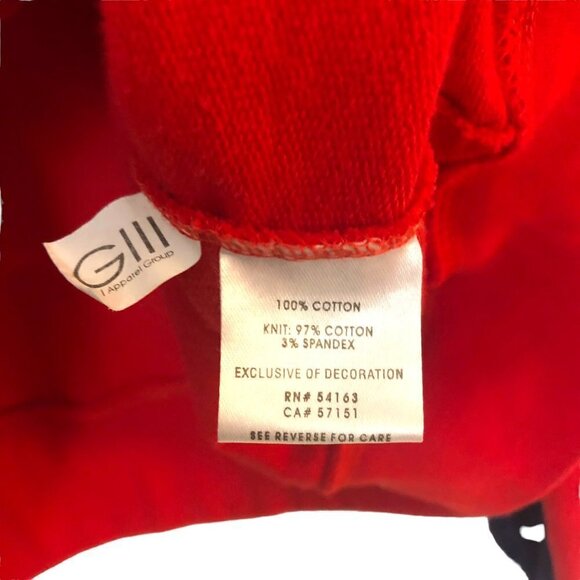 GIII
Apparel Group
100% COTTON
KNIT: 97% COTTON
3% SPANDEX
EXCLUSIVE OF DECORATION
RN# 54163
CA# 57151
SEE REVERSE FOR CARE